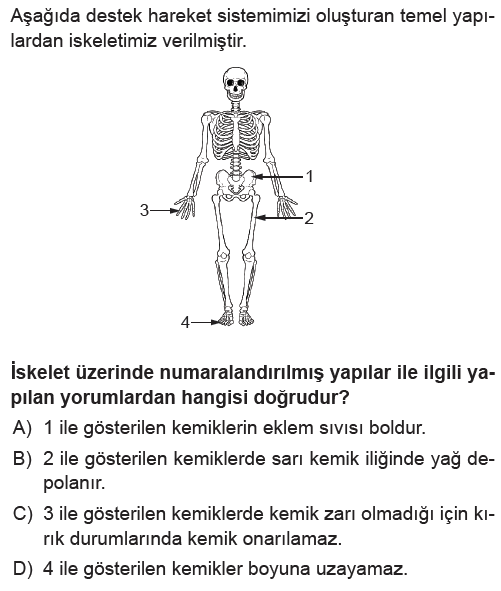 Aşağıda destek hareket sistemimizi oluşturan temel yapı-
lardan iskeletimiz verilmiştir.
1
3
2
4
İskelet üzerinde numaralandırılmış yapılar ile ilgili ya-
pılan yorumlardan hangisi doğrudur?
A) 1 ile gösterilen kemiklerin eklem sıvısı boldur.
B) 2 ile gösterilen kemiklerde sarı kemik iliğinde yağ de-
polanır.
C) 3 ile gösterilen kemiklerde kemik zarı olmadığı için kı-
rık durumlarında kemik onarılamaz.
D) 4 ile gösterilen kemikler boyuna uzayamaz.